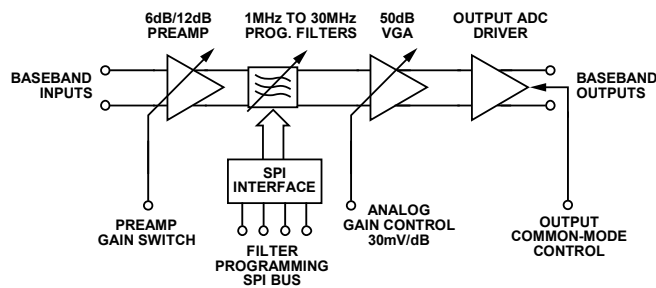 6dB/12dB
PREAMP
1MHz TO 30MHz
PROG. FILTERS
50dB
VGA
OUTPUT ADC
DRIVER
BASEBAND
INPUTS
BASEBAND
OUTPUTS
SPI
INTERFACE
PREAMP
GAIN SWITCH
FILTER
PROGRAMMING
SPI BUS
ANALOG
GAIN CONTROL
30mV/dB
OUTPUT
COMMON-MODE
CONTROL